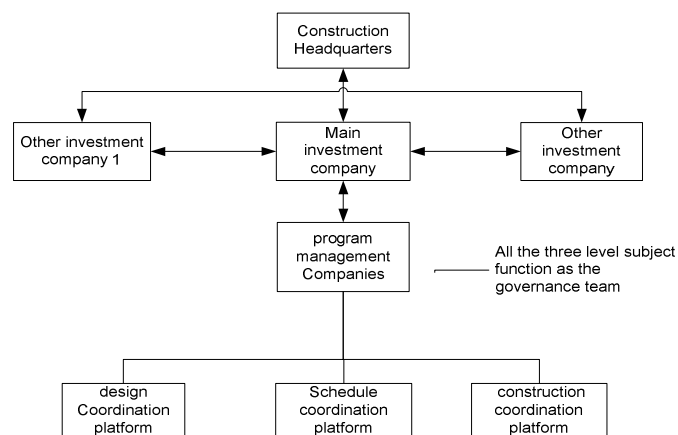 Construction
Headquarters
Other investment
company 1
Main
investment
company
Other
investment
company
program
management
Companies
All the three level subject
function as the
governance team
design
Coordination
platform
Schedule
coordination
platform
construction
coordination
platform